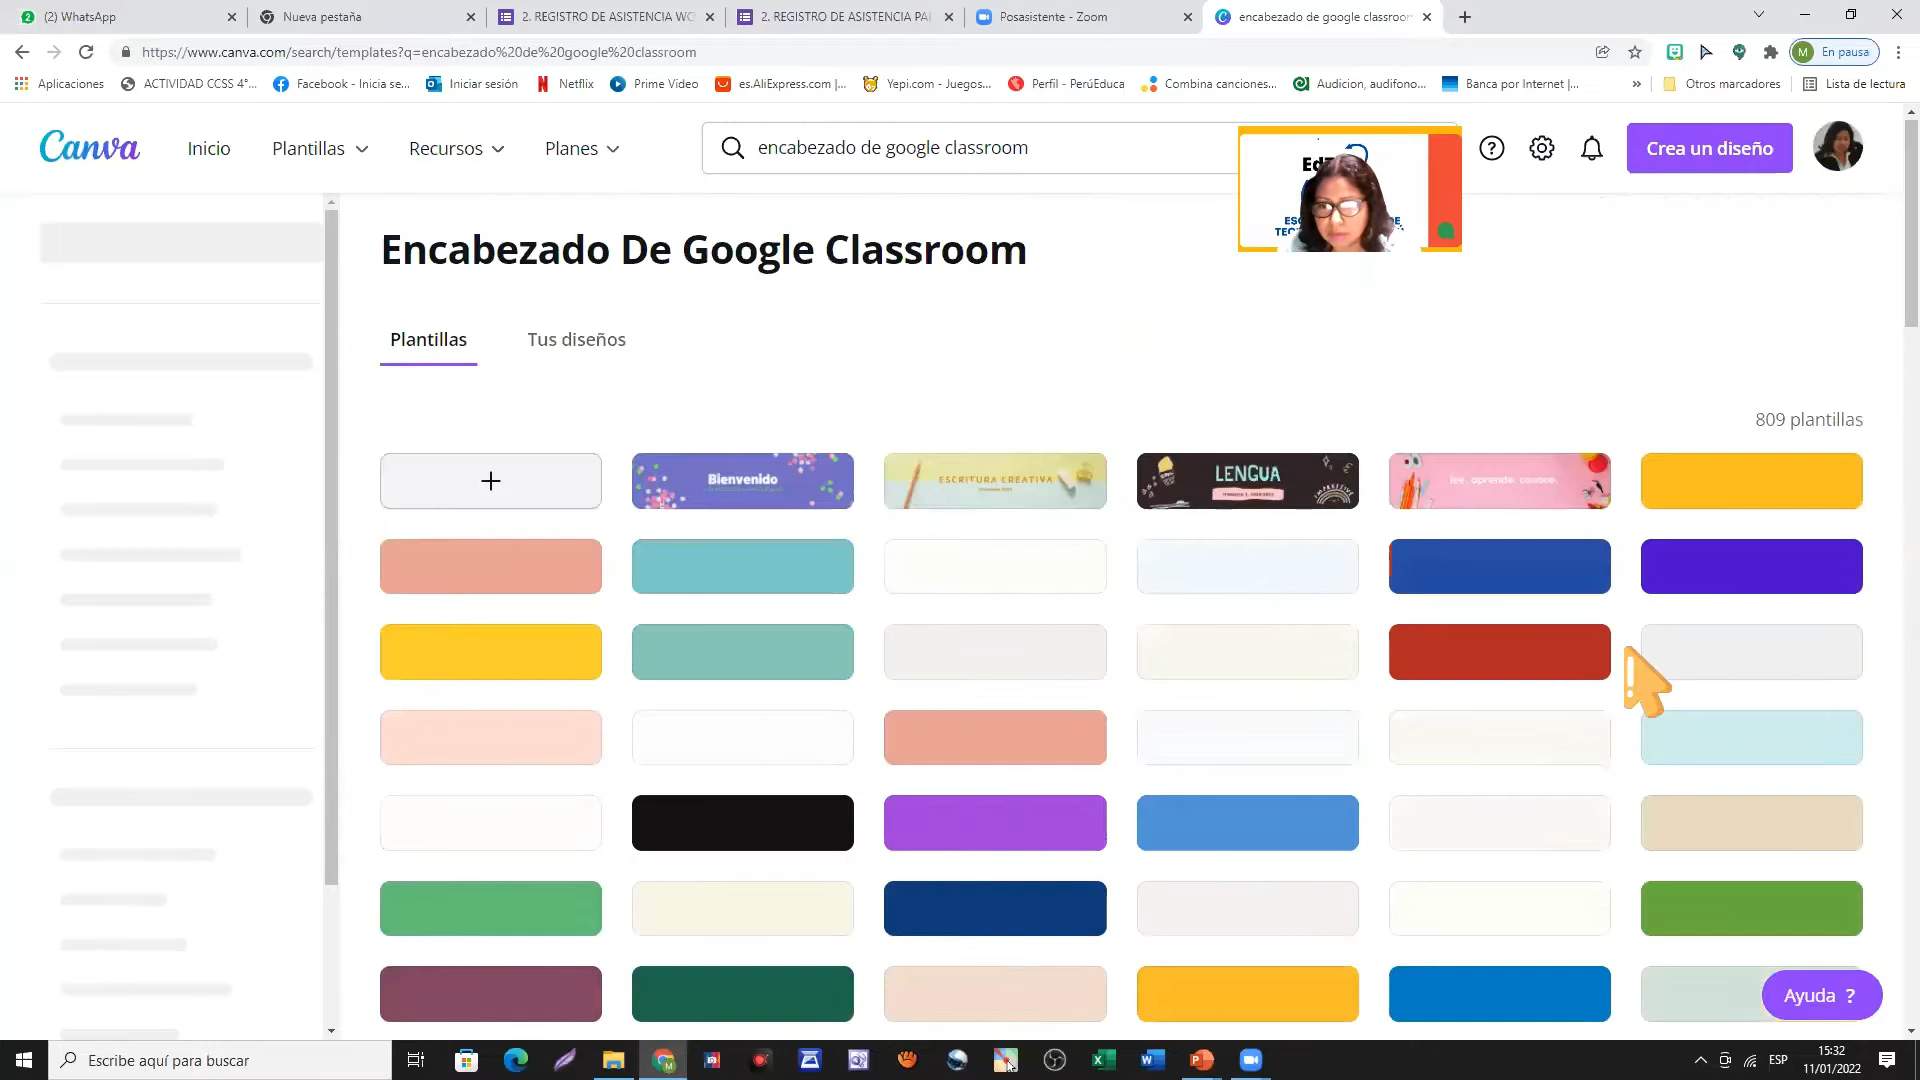 (2) WhatsApp
Nueva pestaña
2. REGISTRO DE ASISTENCIA WO
2. REGISTRO DE ASISTENCIA PAI
Posasistente - Zoom
encabezado de google classroom
https://www.canva.com/search/templates?q=encabezado%20de%20google%20classroom
M
En pausa
Aplicaciones
ACTIVIDAD CCSS 4°...
Facebook - Inicia se...
Iniciar sesión
Netflix
Prime Video
es.AliExpress.com |...
Yepi.com - Juegos...
Perfil - PerúEduca
Combina canciones...
Audicion, audifono...
Banca por Internet |...
»
Otros marcadores
Lista de lectura
Canva
Inicio
Plantillas
Recursos
Planes
encabezado de google classroom
Crea un diseño
Encabezado De Google Classroom
Plantillas
Tus diseños
809 plantillas
Bienvenido
ESCRITURA CREATIVA
LENGUA
lee. aprende. conoce.
Ayuda ?
Escribe aquí para buscar
ESP
15:32
11/01/2022